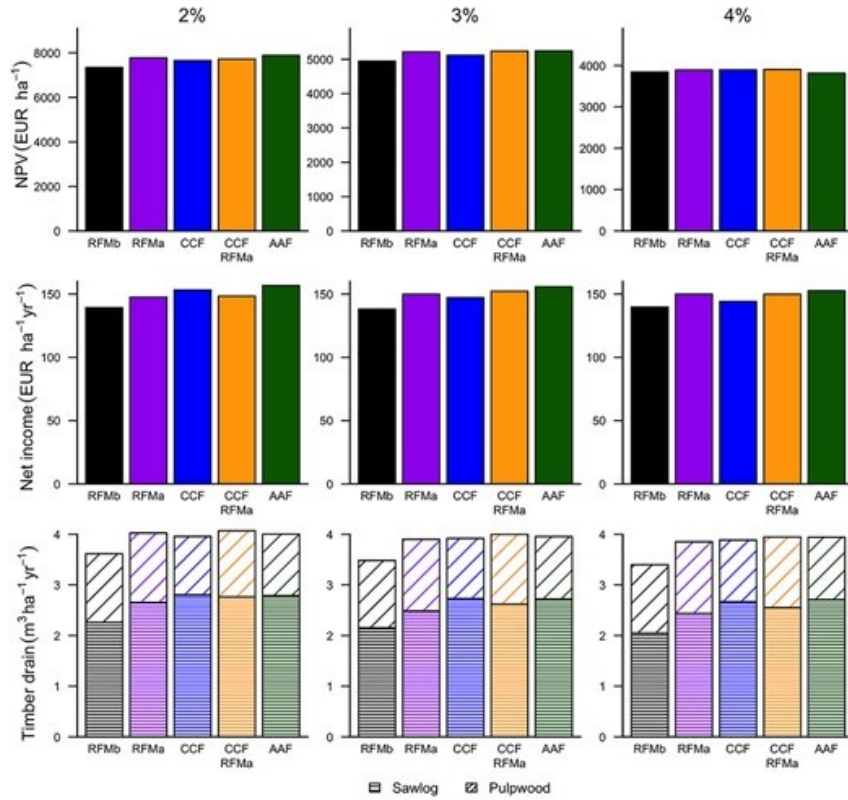 2% 3% 4%
NPV (EUR ha⁻¹)
8000 5000 4000
6000 4000 3000
4000 3000 2000
2000 2000 1000
0 1000 0
0
RFMb RFMa CCF CCF RFMa AAF
RFMb RFMa CCF CCF RFMa AAF
RFMb RFMa CCF CCF RFMa AAF
Net income (EUR ha⁻¹yr⁻¹)
150 150 150
100 100 100
50 50 50
0 0 0
RFMb RFMa CCF CCF RFMa AAF
RFMb RFMa CCF CCF RFMa AAF
RFMb RFMa CCF CCF RFMa AAF
Timber drain (m³ha⁻¹yr⁻¹)
4 4 4
3 3 3
2 2 2
1 1 1
0 0 0
RFMb RFMa CCF CCF RFMa AAF
RFMb RFMa CCF CCF RFMa AAF
RFMb RFMa CCF CCF RFMa AAF
Sawlog Pulpwood